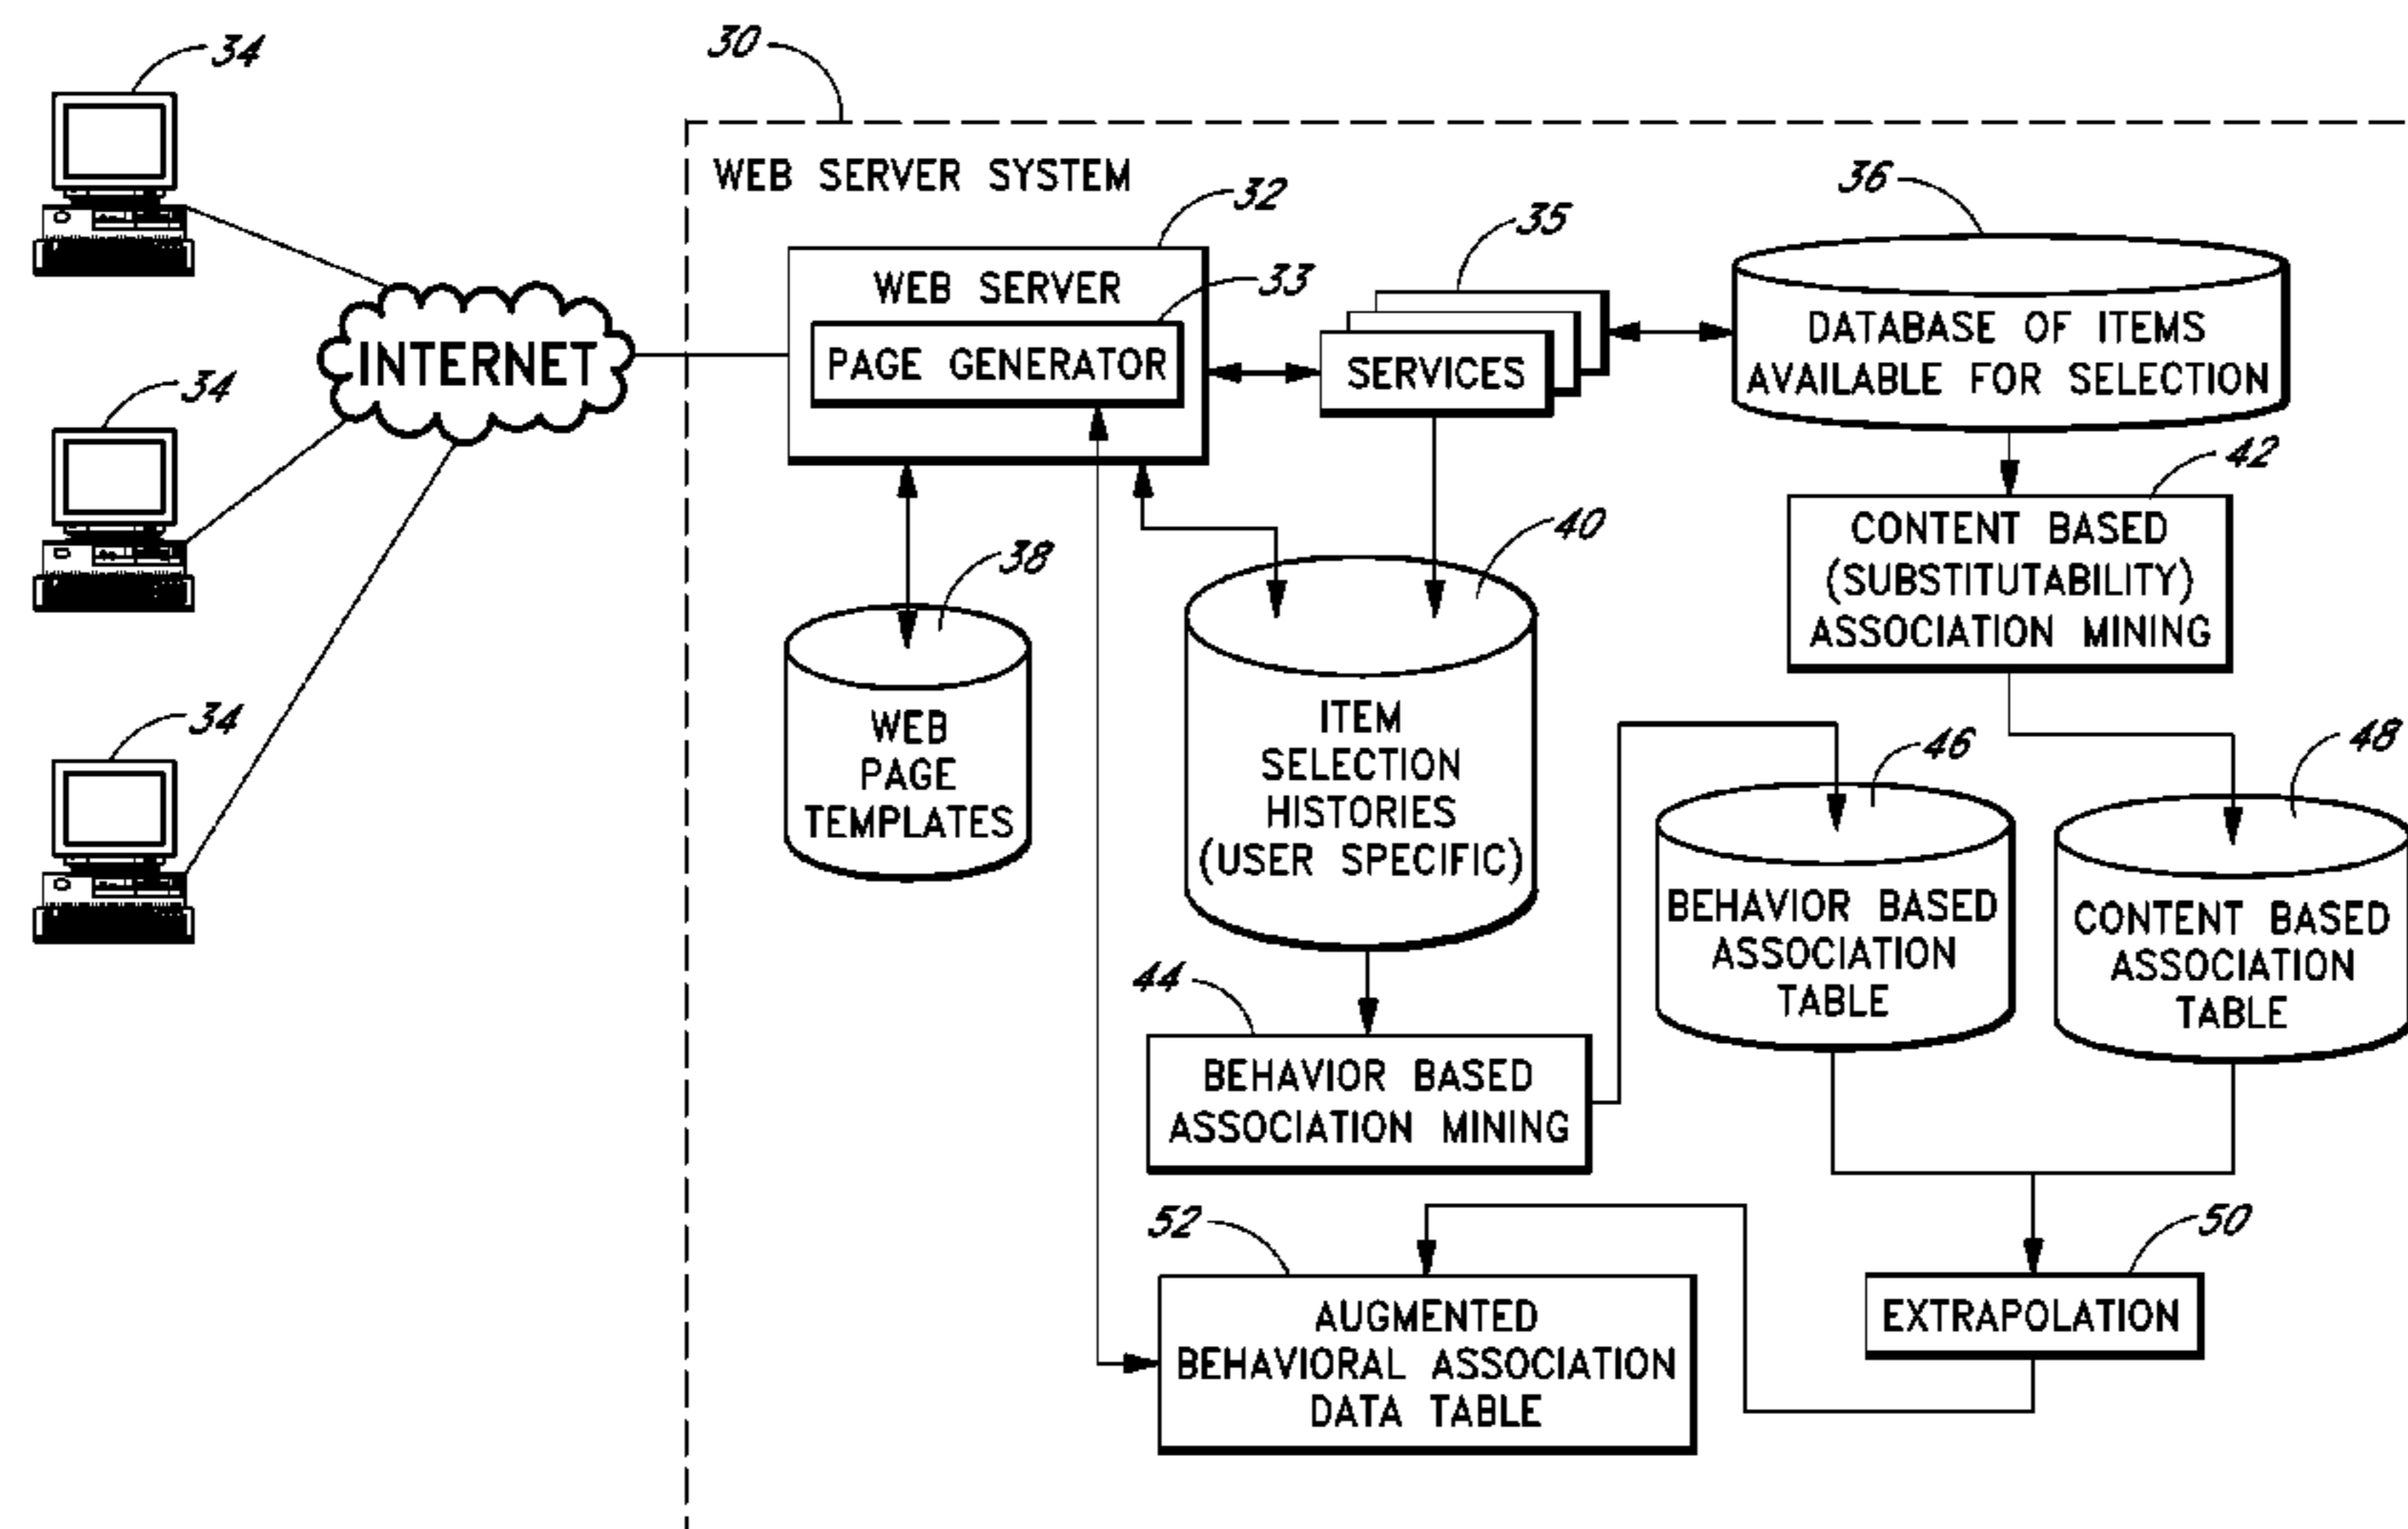 34
30
WEB SERVER SYSTEM
32
36
35
WEB SERVER
33
PAGE GENERATOR
INTERNET
SERVICES
DATABASE OF ITEMS
AVAILABLE FOR SELECTION
34
42
CONTENT BASED
(SUBSTITUTABILITY)
ASSOCIATION MINING
38
40
WEB
PAGE
TEMPLATES
ITEM
SELECTION
HISTORIES
(USER SPECIFIC)
34
46
48
BEHAVIOR BASED
ASSOCIATION
TABLE
CONTENT BASED
ASSOCIATION
TABLE
44
BEHAVIOR BASED
ASSOCIATION MINING
52
50
AUGMENTED
BEHAVIORAL ASSOCIATION
DATA TABLE
EXTRAPOLATION